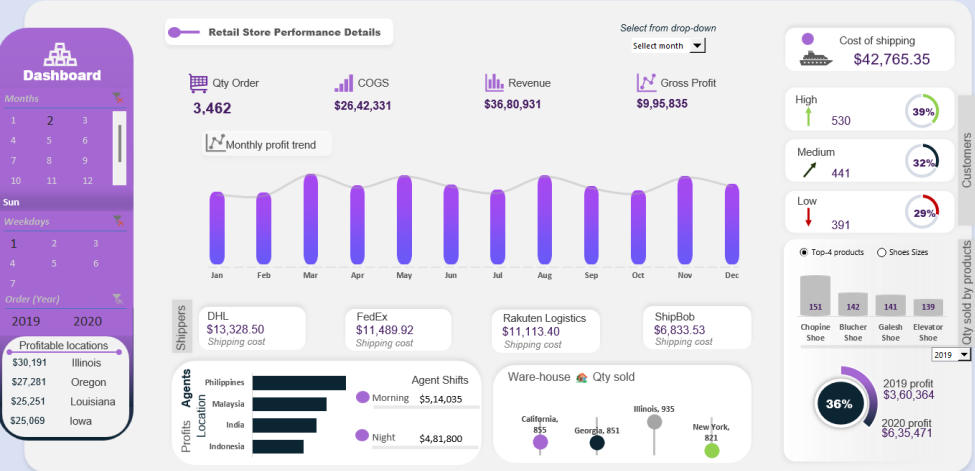 Dashboard
Months
1 2 3
4 5 6
7 8 9
10 11 12
Sun
Weekdays
1 2 3
4 5 6
7
Order (Year)
2019 2020
Profitable locations
$30,191 Illinois
$27,281 Oregon
$25,251 Louisiana
$25,069 Iowa
Retail Store Performance Details
Select from drop-down
Sellect month
Qty Order
3,462
COGS
$26,42,331
Revenue
$36,80,931
Gross Profit
$9,95,835
Monthly profit trend
Jan Feb Mar Apr May Jun Jul Aug Sep Oct Nov Dec
Shippers
DHL
$13,328.50
Shipping cost
FedEx
$11,489.92
Shipping cost
Rakuten Logistics
$11,113.40
Shipping cost
ShipBob
$6,833.53
Shipping cost
Profits Agents
Location
Philippines
Malaysia
India
Indonesia
Agent Shifts
Morning $5,14,035
Night $4,81,800
Ware-house Qty sold
California,
855
Georgia, 851
Illinois, 935
New York,
821
Cost of shipping
$42,765.35
Customers
High
530
39%
Medium
441
32%
Low
391
29%
Qty sold by products
Top-4 products Shoes Sizes
151 142 141 139
Chopine Blucher Galesh Elevator
Shoe Shoe Shoe Shoe
2019
36%
2019 profit
$3,60,364
2020 profit
$6,35,471